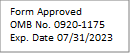 Form Approved
OMB No. 0920-1175
Exp. Date 07/31/2023